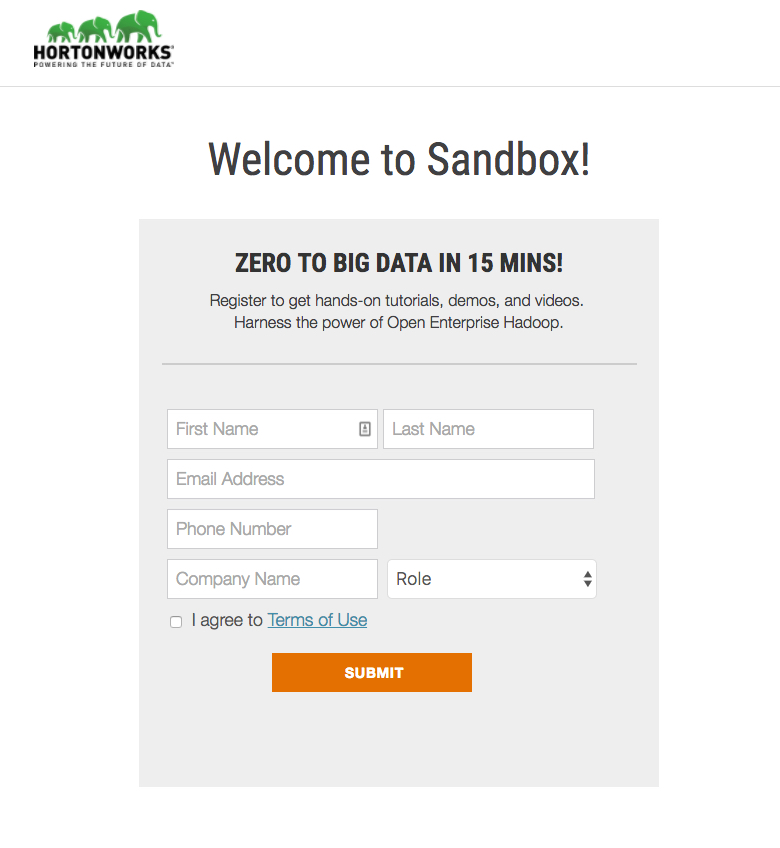 HORTONWORKS®
POWERING THE FUTURE OF DATA™
Welcome to Sandbox!
ZERO TO BIG DATA IN 15 MINS!
Register to get hands-on tutorials, demos, and videos.
Harness the power of Open Enterprise Hadoop.
First Name Last Name
Email Address
Phone Number
Company Name Role
I agree to Terms of Use
SUBMIT